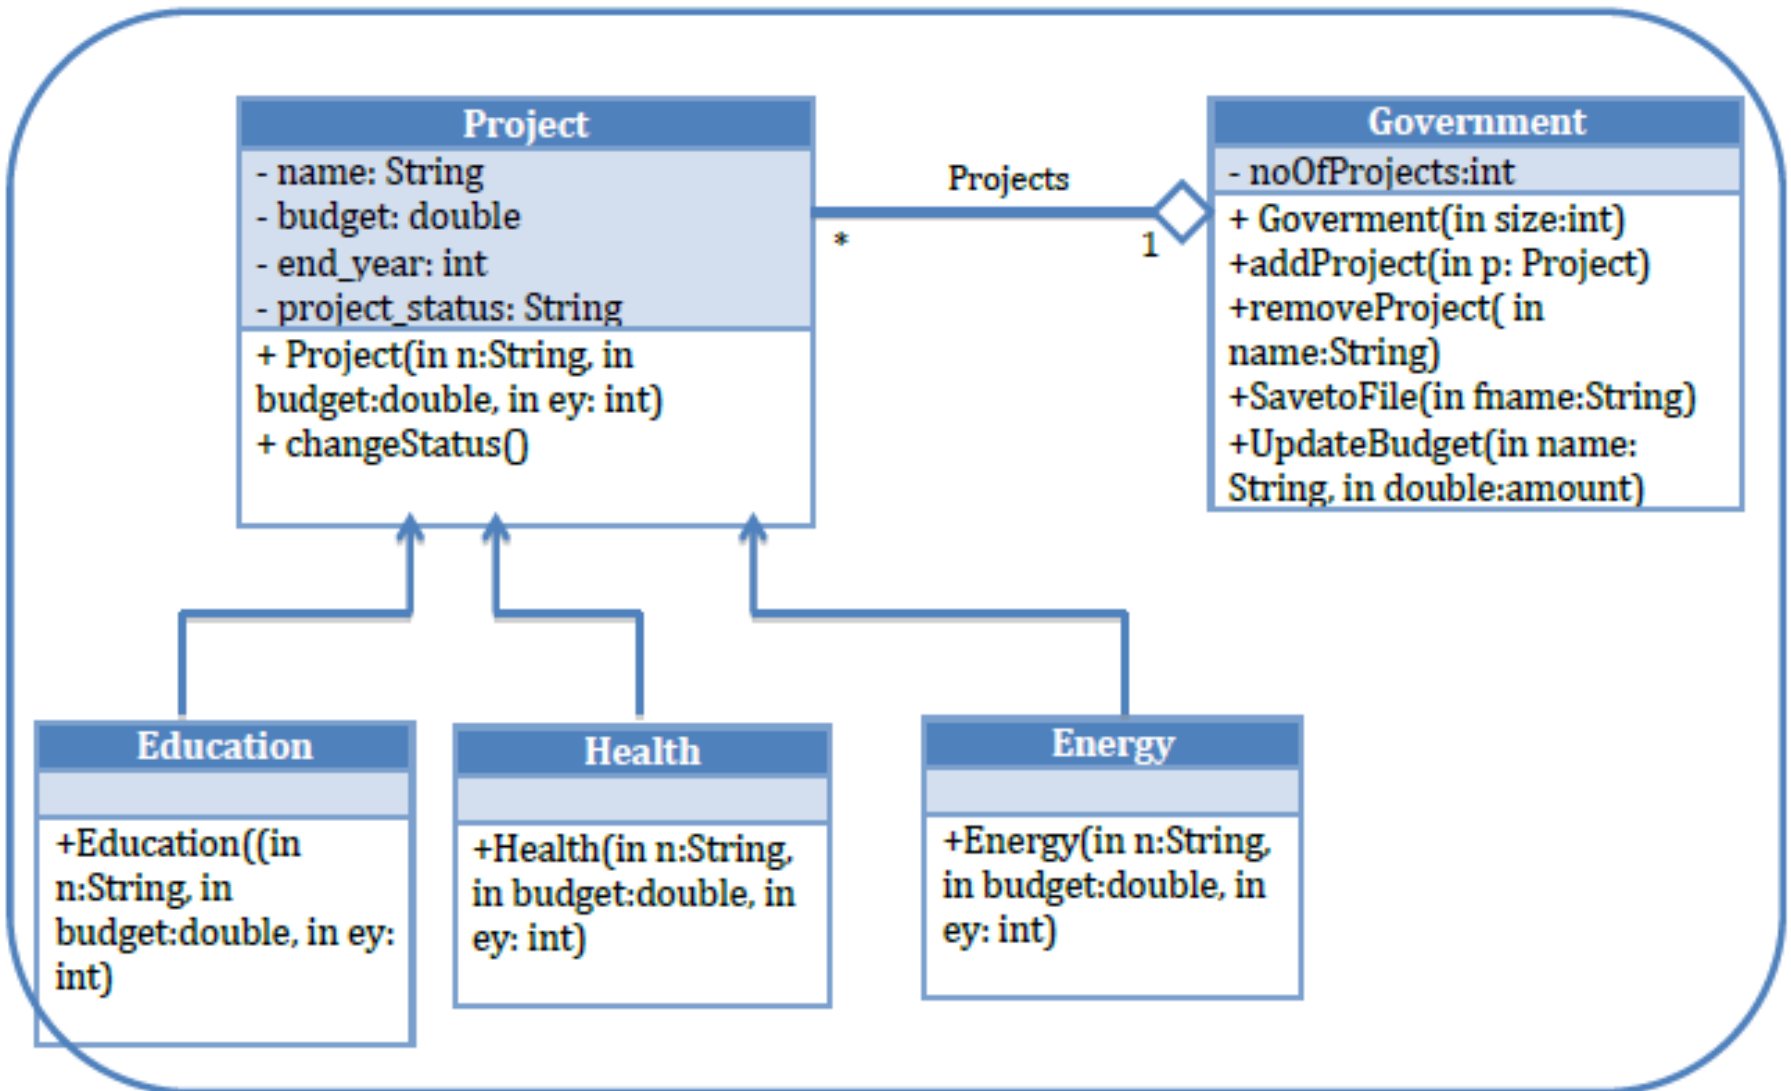 Project
- name: String
- budget: double
- end_year: int
- project_status: String
+ Project(in n:String, in
budget:double, in ey: int)
+ changeStatus()
Projects
*
1
Government
- noOfProjects:int
+ Goverment(in size:int)
+addProject(in p: Project)
+removeProject( in
name:String)
+SavetoFile(in fname:String)
+UpdateBudget(in name:
String, in double:amount)
Education
+Education((in
n:String, in
budget:double, in ey:
int)
Health
+Health(in n:String,
in budget:double, in
ey: int)
Energy
+Energy(in n:String,
in budget:double, in
ey: int)